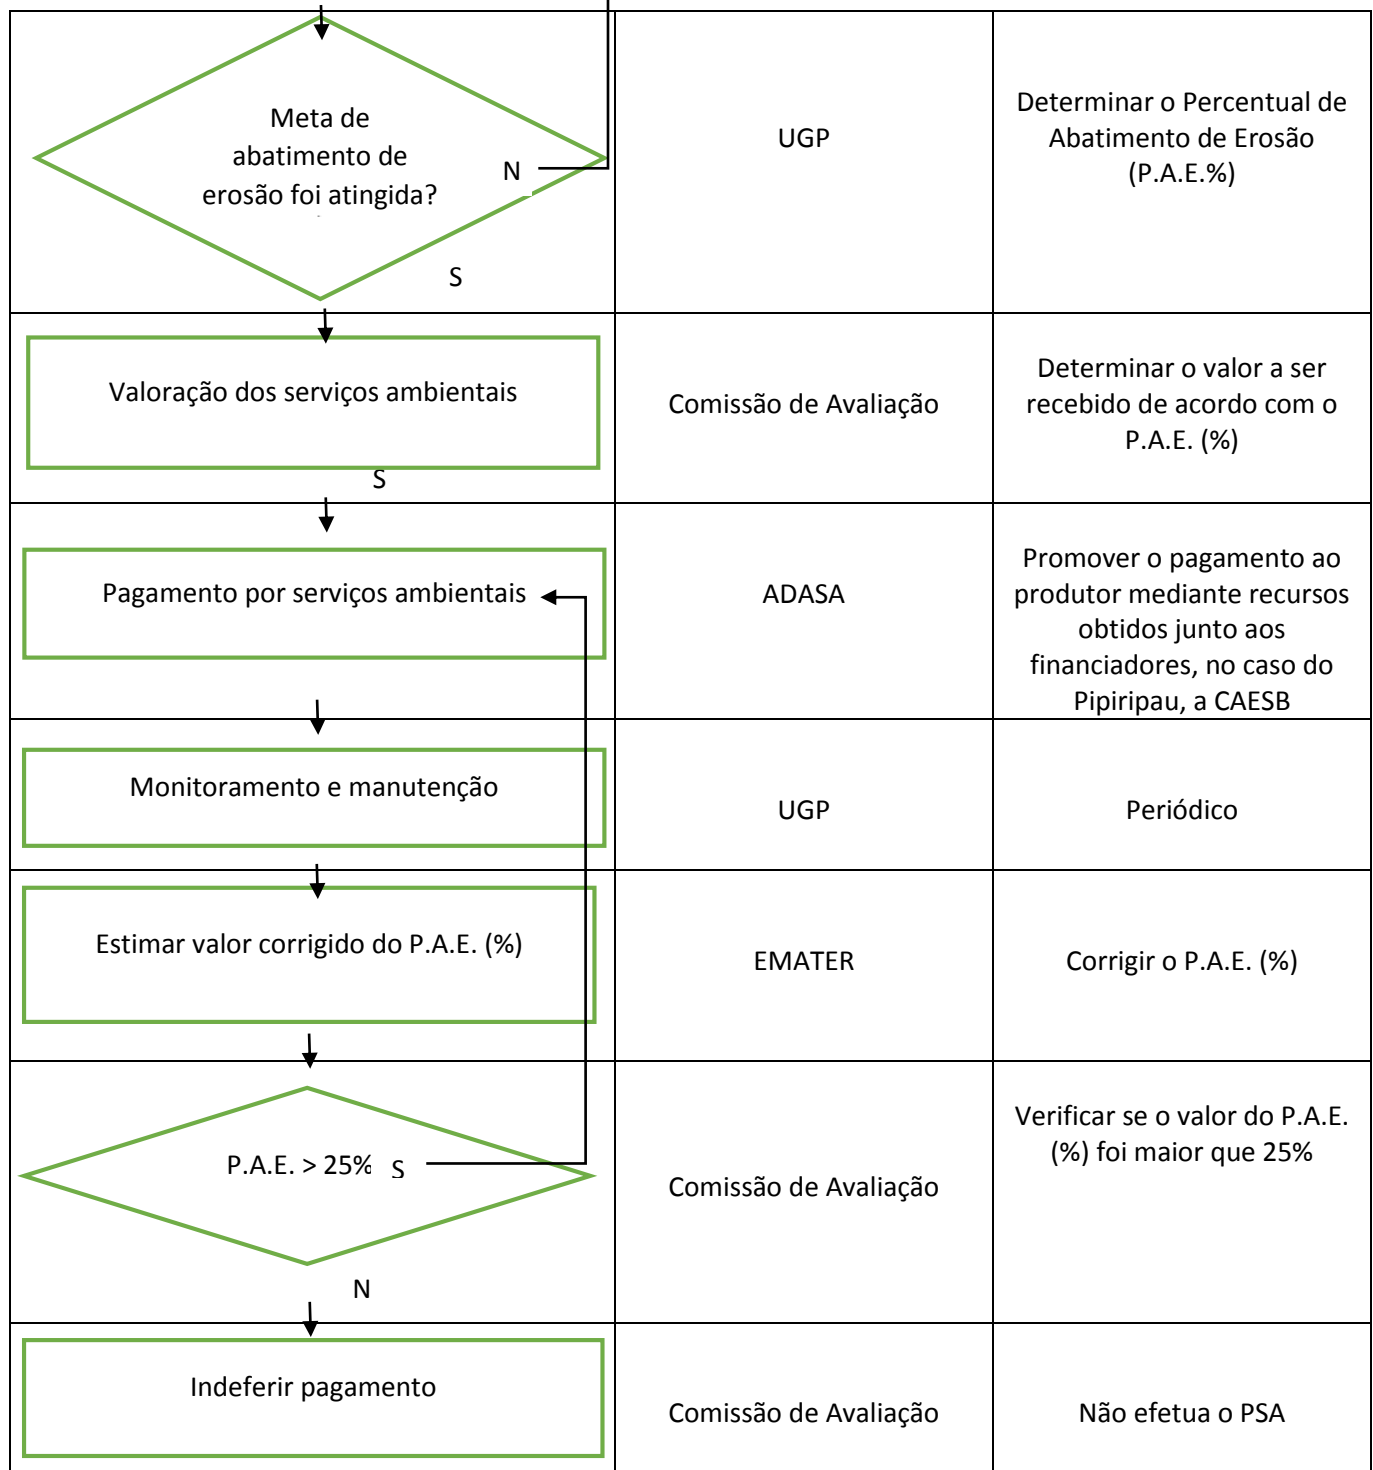 Meta de
abatimento de
erosão foi atingida?
N
S
UGP
Determinar o Percentual de
Abatimento de Erosão
(P.A.E.%)
Valoração dos serviços ambientais
S
Comissão de Avaliação
Determinar o valor a ser
recebido de acordo com o
P.A.E. (%)
Pagamento por serviços ambientais
ADASA
Promover o pagamento ao
produtor mediante recursos
obtidos junto aos
financiadores, no caso do
Pipiripau, a CAESB
Monitoramento e manutenção
UGP
Periódico
Estimar valor corrigido do P.A.E. (%)
EMATER
Corrigir o P.A.E. (%)
P.A.E. > 25%
S
N
Comissão de Avaliação
Verificar se o valor do P.A.E.
(%) foi maior que 25%
Indeferir pagamento
Comissão de Avaliação
Não efetua o PSA